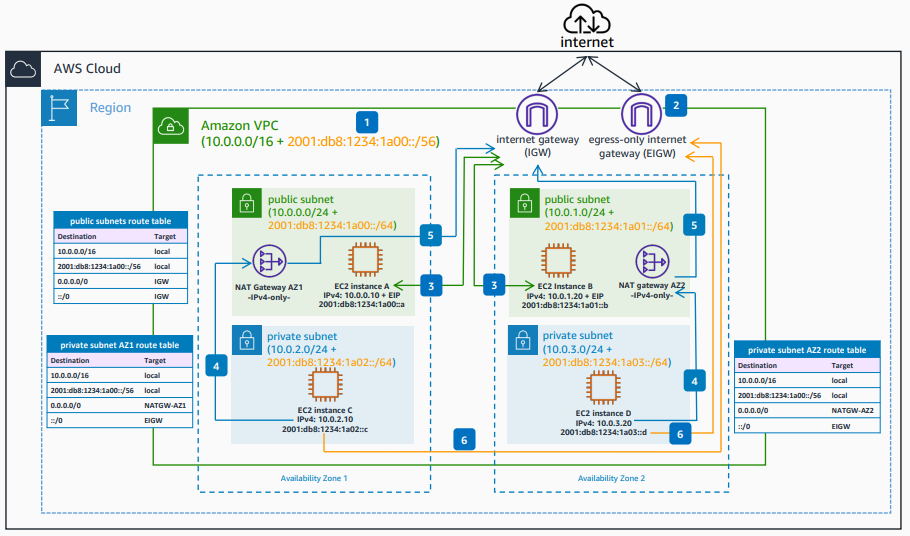 internet
AWS Cloud
Region
1
2
Amazon VPC
(10.0.0.0/16 + 2001:db8:1234:1a00::/56)
internet gateway
(IGW)
egress-only internet
gateway (EIGW)
public subnet
(10.0.0.0/24 +
2001:db8:1234:1a00::/64)
NAT Gateway AZ1
-IPv4-only-
EC2 instance A
IPv4: 10.0.0.10 + EIP
2001:db8:1234:1a00::a
5
3
public subnet
(10.0.1.0/24 +
2001:db8:1234:1a01::/64)
EC2 Instance B
IPv4: 10.0.1.20 + EIP
2001:db8:1234:1a01::b
NAT gateway AZ2
-IPv4-only-
5
3
private subnet
(10.0.2.0/24 +
2001:db8:1234:1a02::/64)
EC2 instance C
IPv4: 10.0.2.10
2001:db8:1234:1a02::c
4
6
private subnet
(10.0.3.0/24 +
2001:db8:1234:1a03::/64)
EC2 instance D
IPv4: 10.0.3.20
2001:db8:1234:1a03::d
4
6
Availability Zone 1
Availability Zone 2
public subnets route table
Destination Target
10.0.0.0/16 local
2001:db8:1234:1a00::/56 local
0.0.0.0/0 IGW
::/0 IGW
private subnet AZ1 route table
Destination Target
10.0.0.0/16 local
2001:db8:1234:1a00::/56 local
0.0.0.0/0 NATGW-AZ1
::/0 EIGW
private subnet AZ2 route table
Destination Target
10.0.0.0/16 local
2001:db8:1234:1a00::/56 local
0.0.0.0/0 NATGW-AZ2
::/0 EIGW